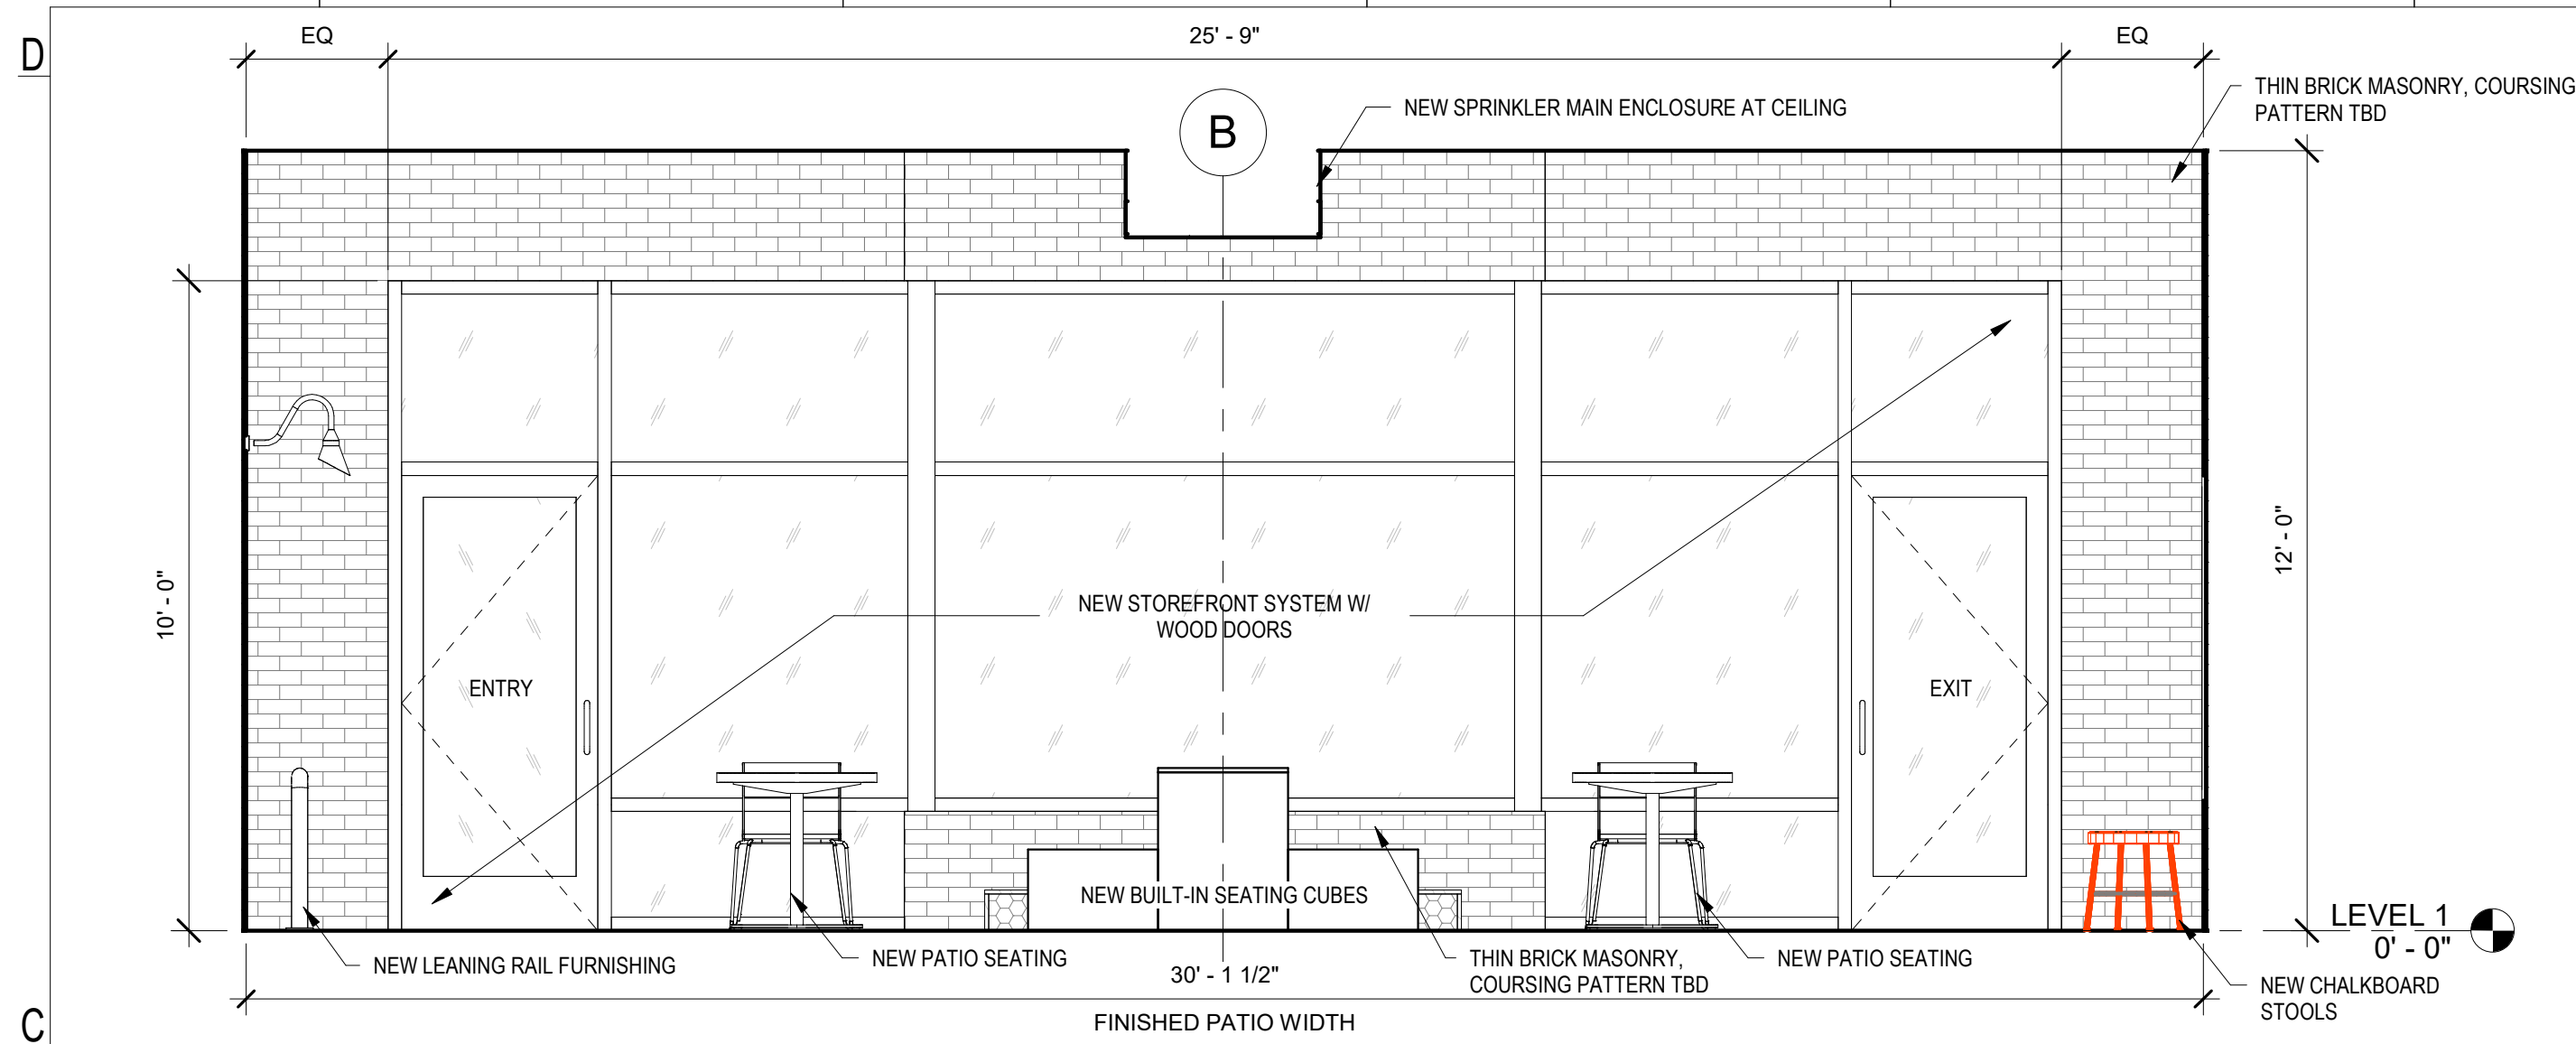 D
EQ
25' - 9"
EQ
B
NEW SPRINKLER MAIN ENCLOSURE AT CEILING
THIN BRICK MASONRY, COURSING
PATTERN TBD
10' - 0"
12' - 0"
NEW STOREFRONT SYSTEM W/
WOOD DOORS
ENTRY
EXIT
NEW BUILT-IN SEATING CUBES
LEVEL 1
0' - 0"
NEW LEANING RAIL FURNISHING
NEW PATIO SEATING
30' - 1 1/2"
THIN BRICK MASONRY,
COURSING PATTERN TBD
NEW PATIO SEATING
NEW CHALKBOARD
STOOLS
C
FINISHED PATIO WIDTH